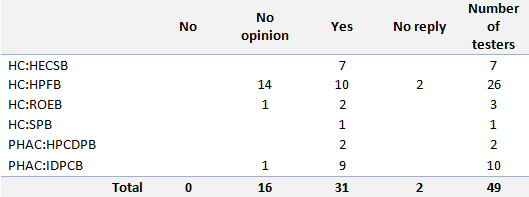 No No opinion Yes No reply Number of testers
HC:HECSB 7 7
HC:HPFB 14 10 2 26
HC:ROEB 1 2 3
HC:SPB 1 1
PHAC:HPCDPB 2 2
PHAC:IDPCB 1 9 10
Total 0 16 31 2 49